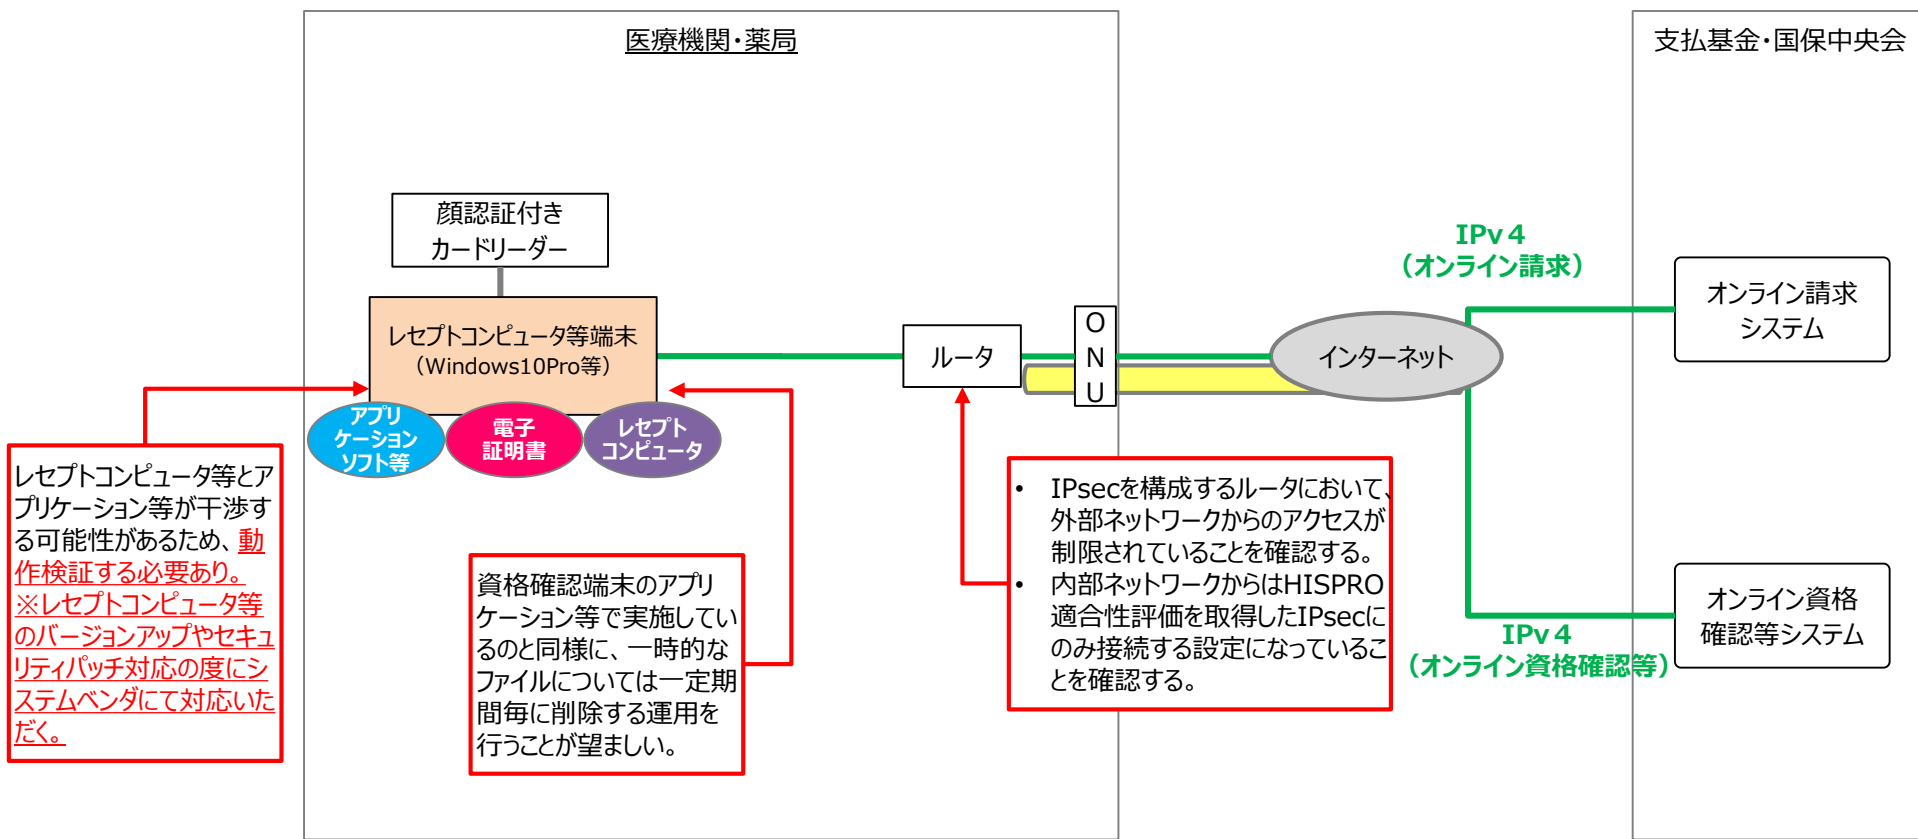 医療機関・薬局
支払基金・国保中央会
顔認証付き
カードリーダー
レセプトコンピュータ等端末
（Windows10Pro等）
アプリ
ケーション
ソフト等
電子
証明書
レセプト
コンピュータ
ルータ
O
N
U
インターネット
IPv４
（オンライン請求）
オンライン請求
システム
IPv４
（オンライン資格確認等）
オンライン資格
確認等システム
レセプトコンピュータ等とア
プリケーション等が干渉す
る可能性があるため、動
作検証する必要あり。
※レセプトコンピュータ等
のバージョンアップやセキュ
リティパッチ対応の度にシ
ステムベンダにて対応いた
だく。
資格確認端末のアプリ
ケーション等で実施してい
るのと同様に、一時的な
ファイルについては一定期
間毎に削除する運用を
行うことが望ましい。
• IPsecを構成するルータにおいて、
外部ネットワークからのアクセスが
制限されていることを確認する。
• 内部ネットワークからはHISPRO
適合性評価を取得したIPsecに
のみ接続する設定になっているこ
とを確認する。